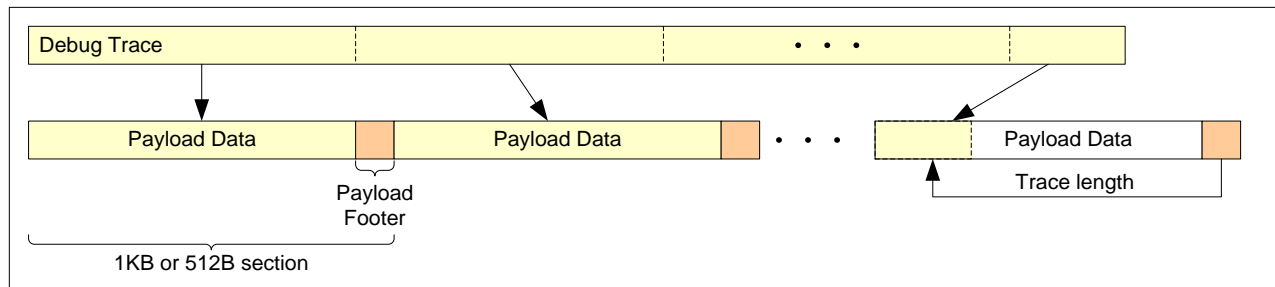 Debug Trace
• • •
Payload Data
Payload Data
• • •
Payload Data
Payload
Footer
Trace length
1KB or 512B section